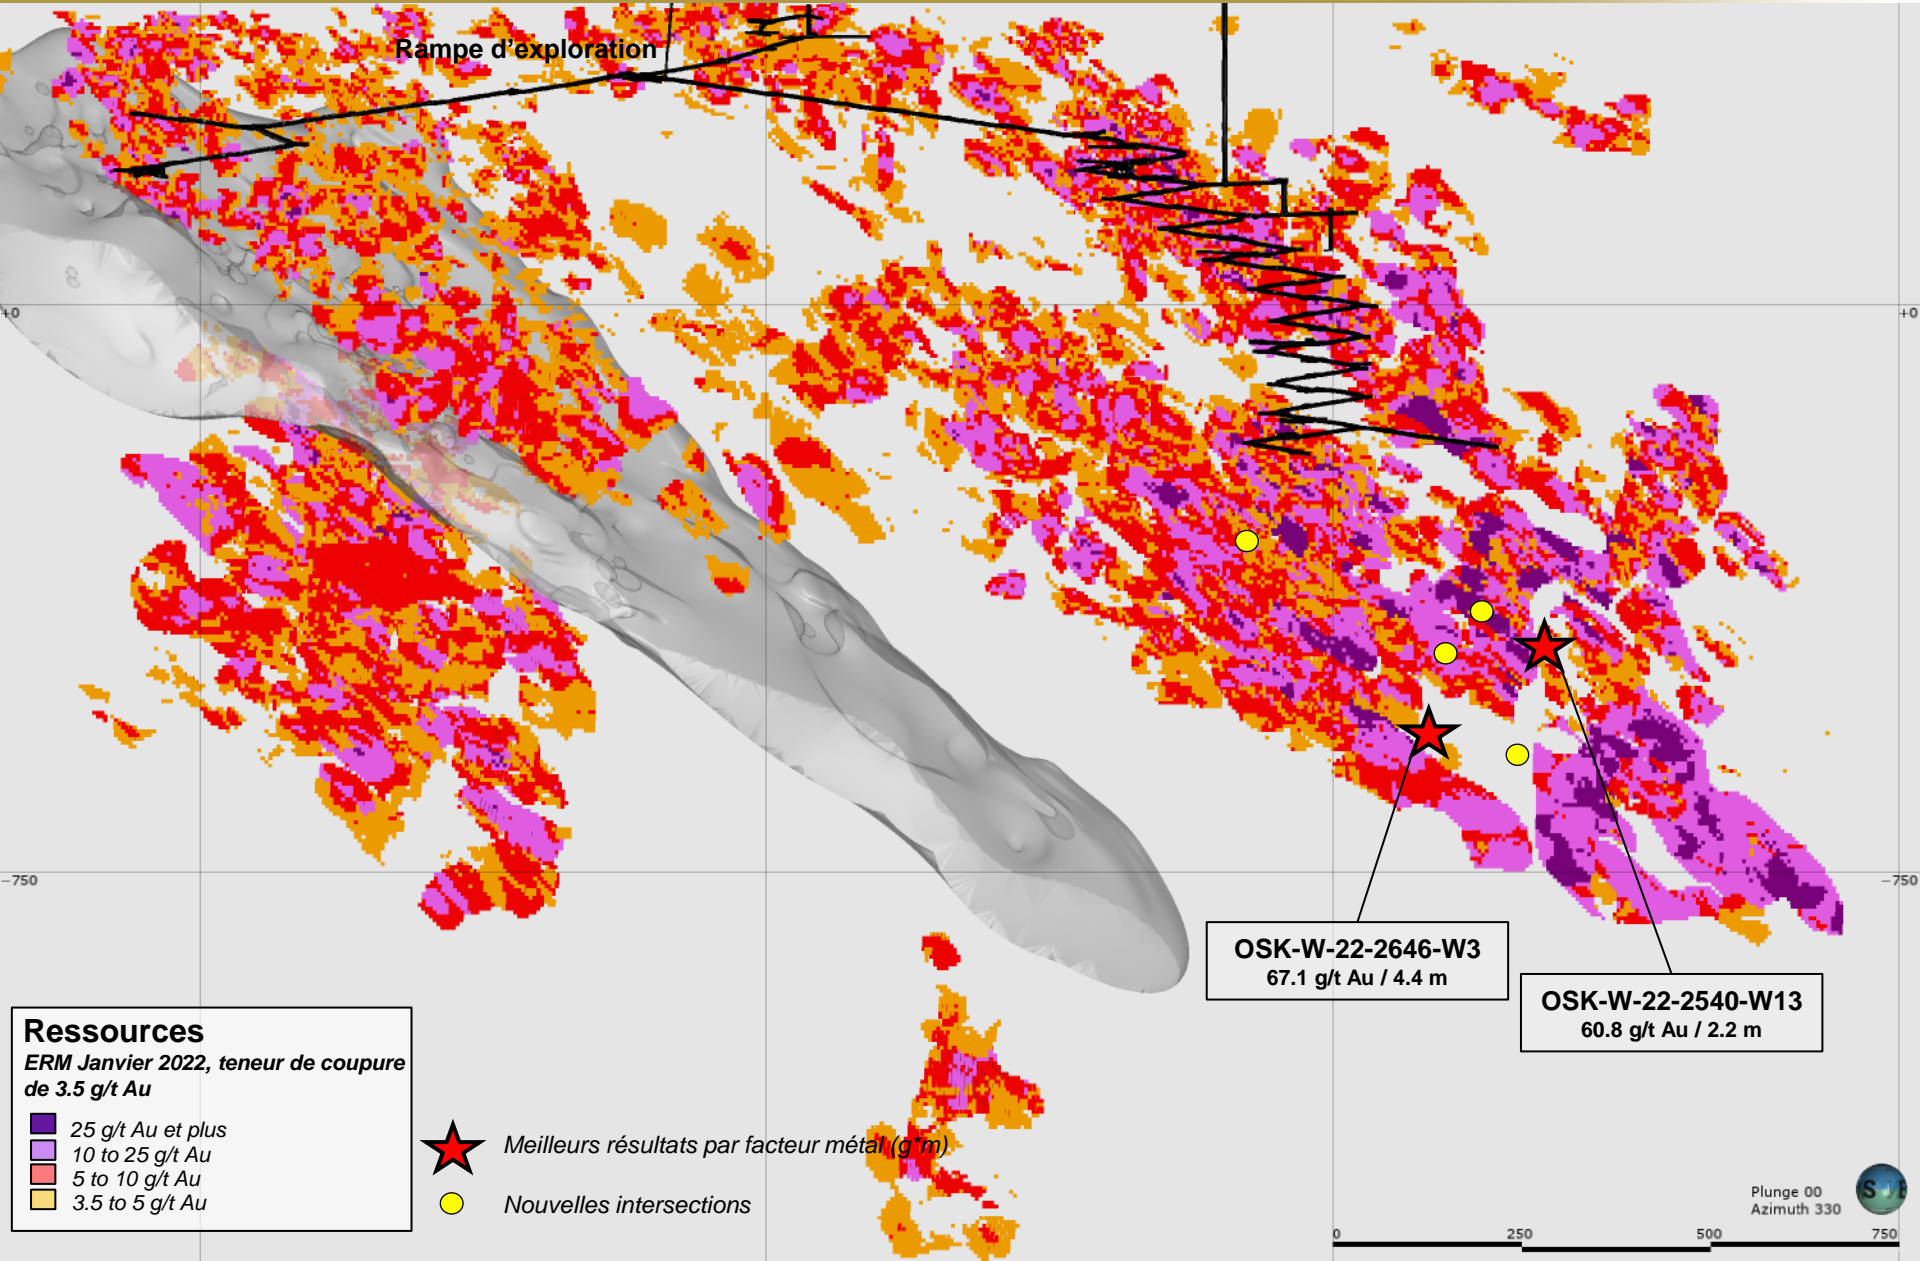 Rampe d’exploration
+0
+0
-750
-750
OSK-W-22-2646-W3
67.1 g/t Au / 4.4 m
OSK-W-22-2540-W13
60.8 g/t Au / 2.2 m
Ressources
ERM Janvier 2022, teneur de coupure
de 3.5 g/t Au
25 g/t Au et plus
10 to 25 g/t Au
5 to 10 g/t Au
3.5 to 5 g/t Au
Meilleurs résultats par facteur métal (g*m)
Nouvelles intersections
Plunge 00
Azimuth 330
0 250 500 750